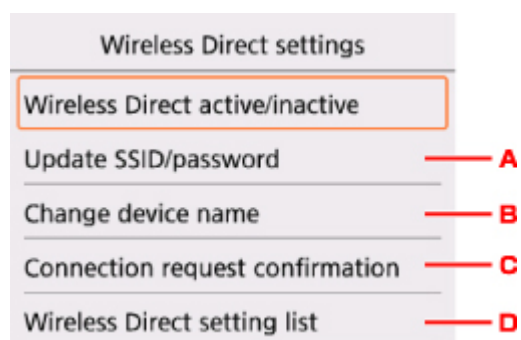 Wireless Direct settings
Wireless Direct active/inactive
Update SSID/password A
Change device name B
Connection request confirmation C
Wireless Direct setting list D